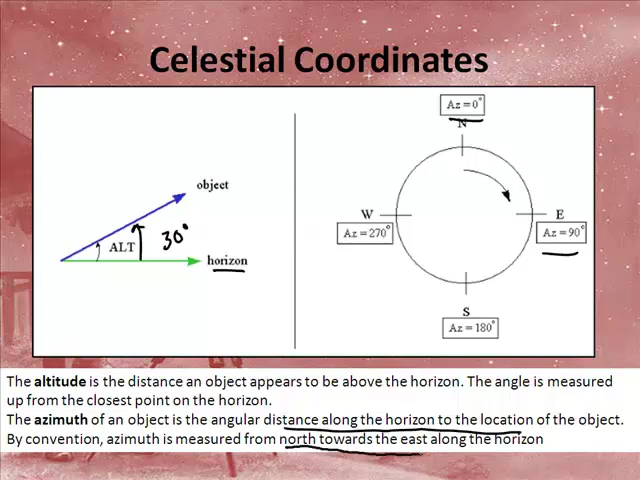 Celestial Coordinates
Az = 0°
N
object
ALT
30°
horizon
W
Az = 270°
E
Az = 90°
S
Az = 180°
The altitude is the distance an object appears to be above the horizon. The angle is measured
up from the closest point on the horizon.
The azimuth of an object is the angular distance along the horizon to the location of the object.
By convention, azimuth is measured from north towards the east along the horizon